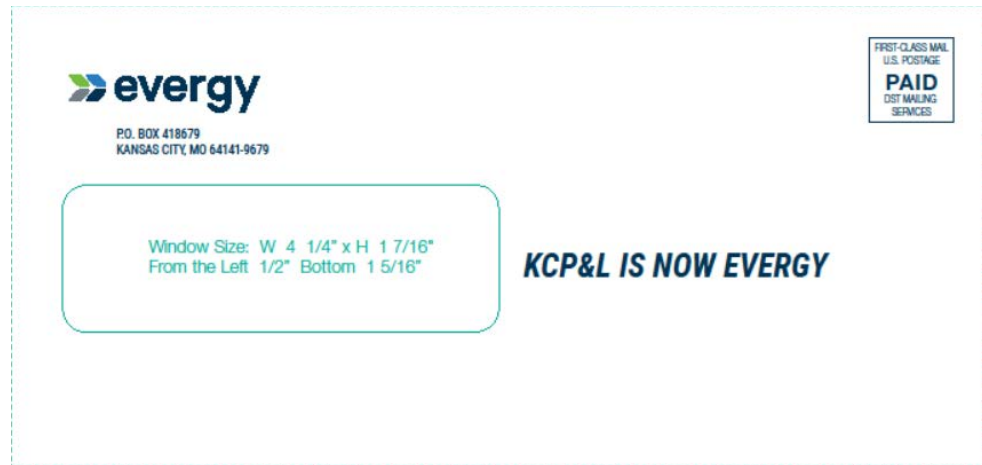 evergy
P.O. BOX 418679
KANSAS CITY, MO 64141-9679
FIRST-CLASS MAIL
U.S. POSTAGE
PAID
DST MAILING
SERVICES
Window Size: W 4 1/4" x H 1 7/16"
From the Left 1/2" Bottom 1 5/16"
KCP&L IS NOW EVERGY